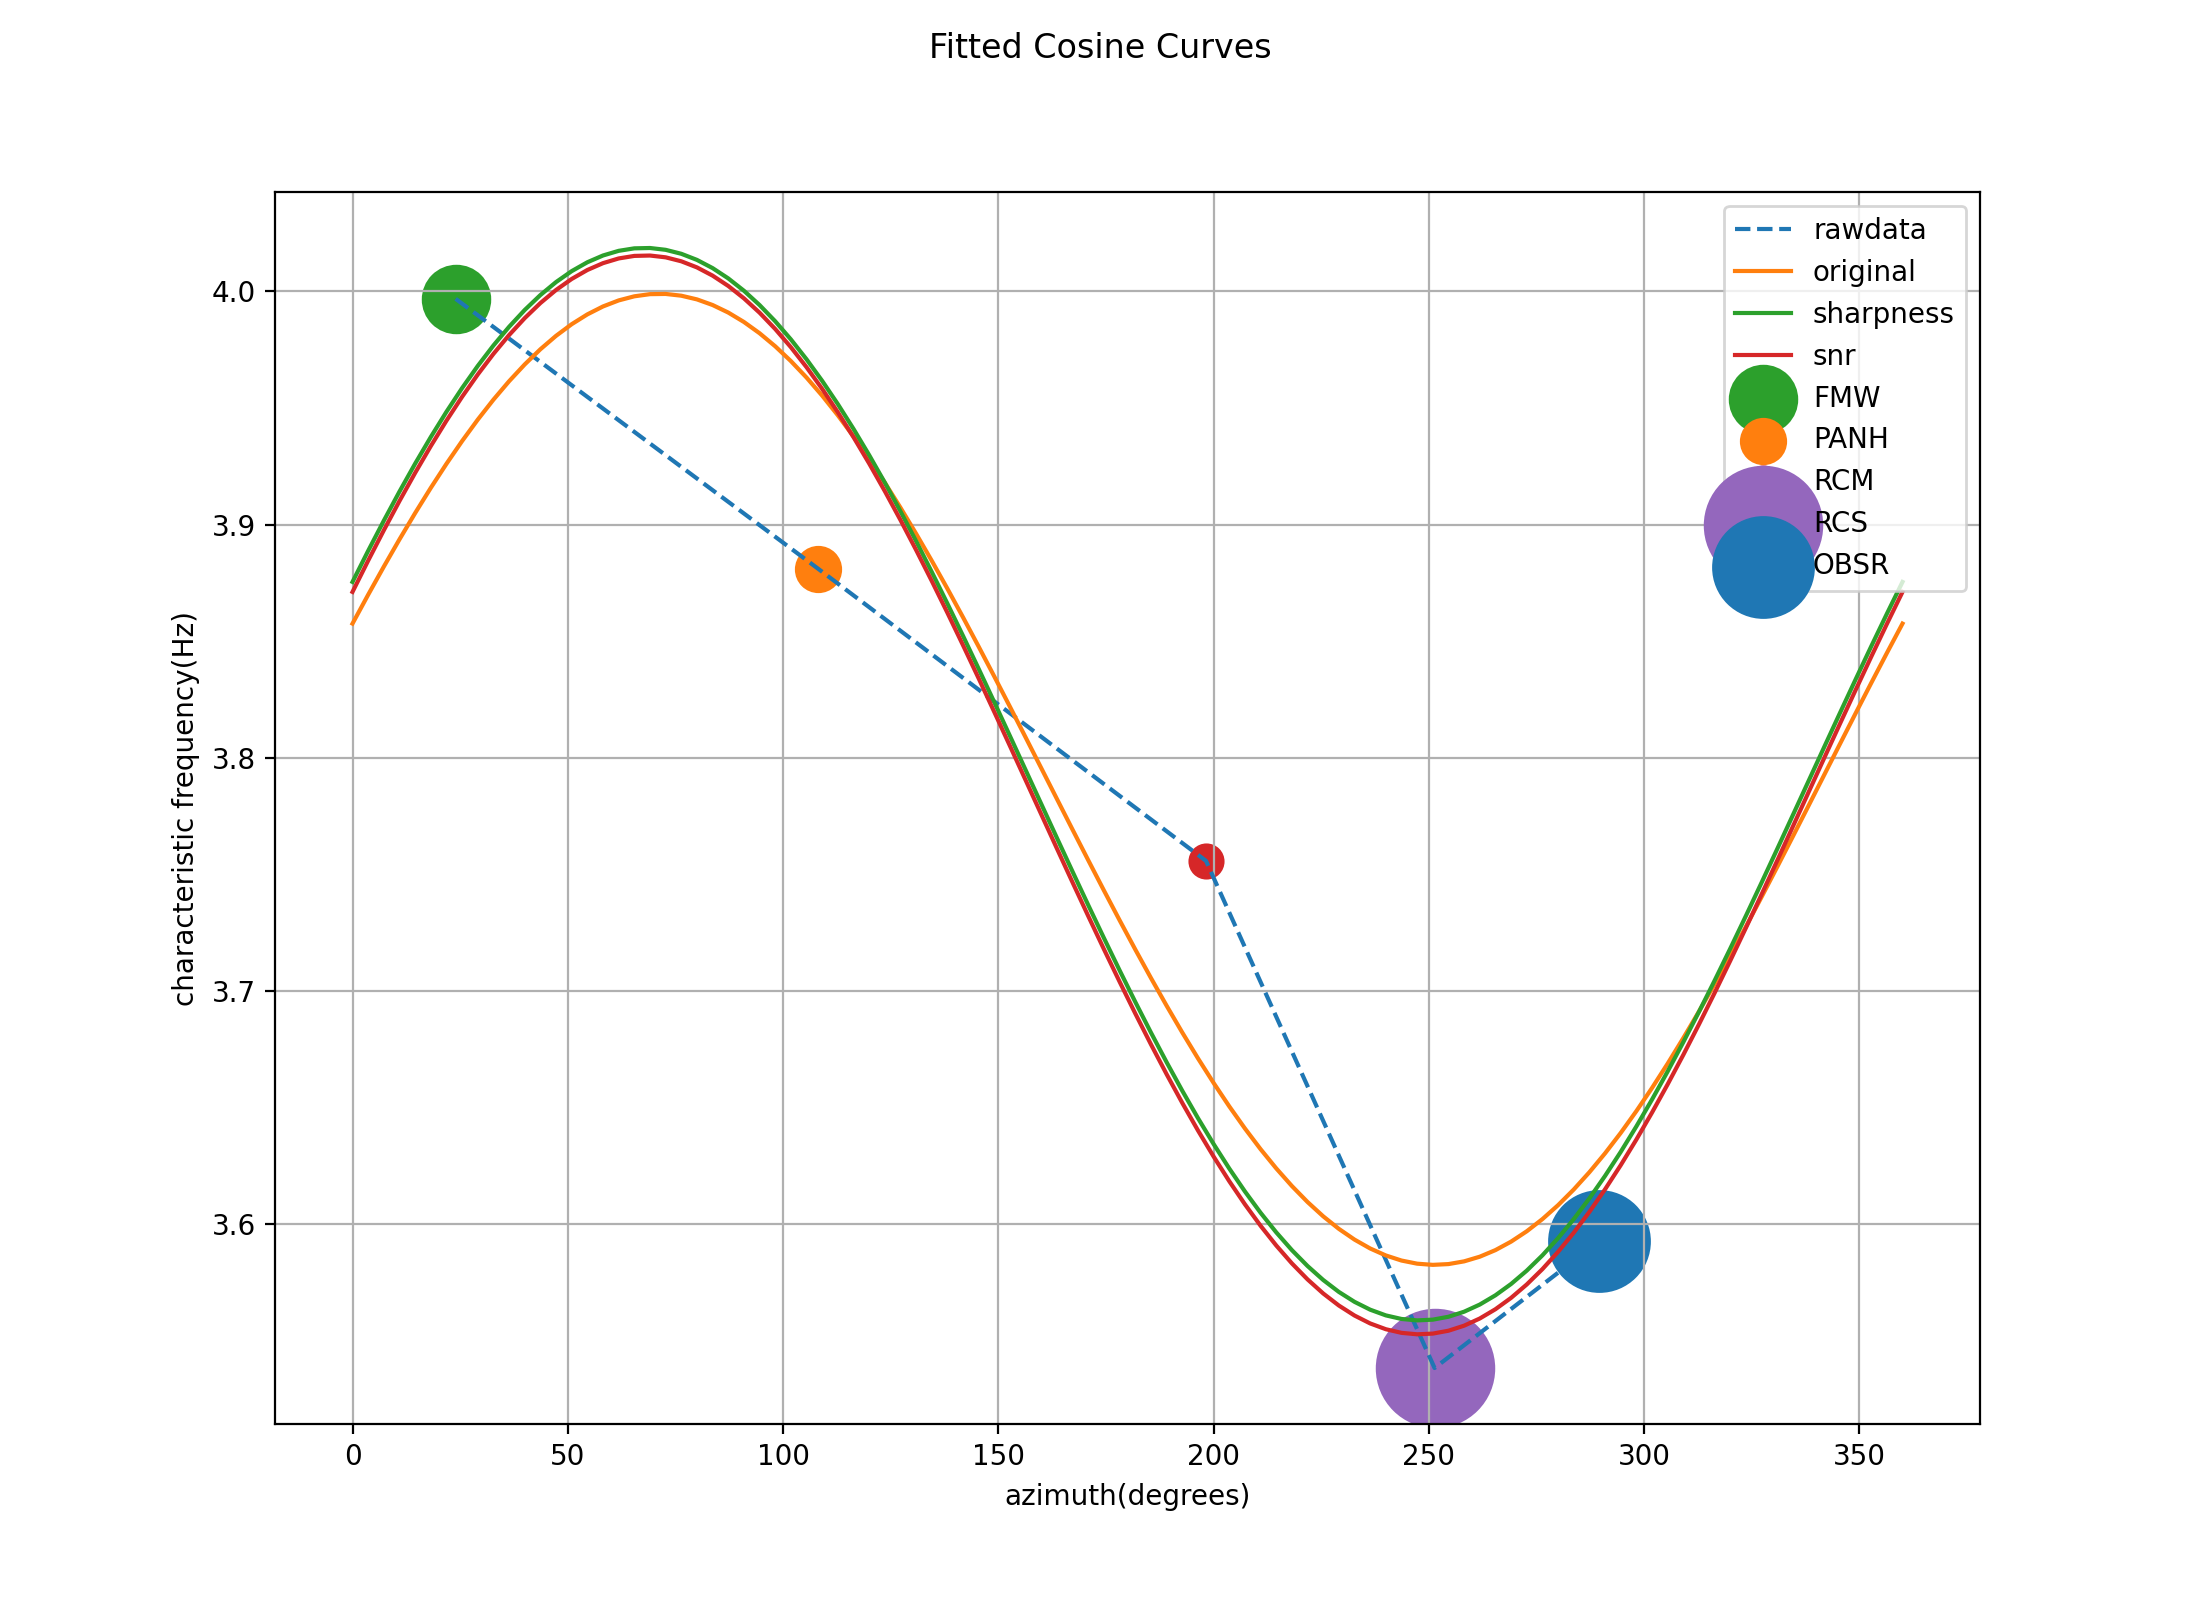 Fitted Cosine Curves
rawdata
original
sharpness
snr
FMW
PANH
RCM
RCS
OBSR
4.0
3.9
3.8
3.7
3.6
characteristic frequency(Hz)
0 50 100 150 200 250 300 350
azimuth(degrees)